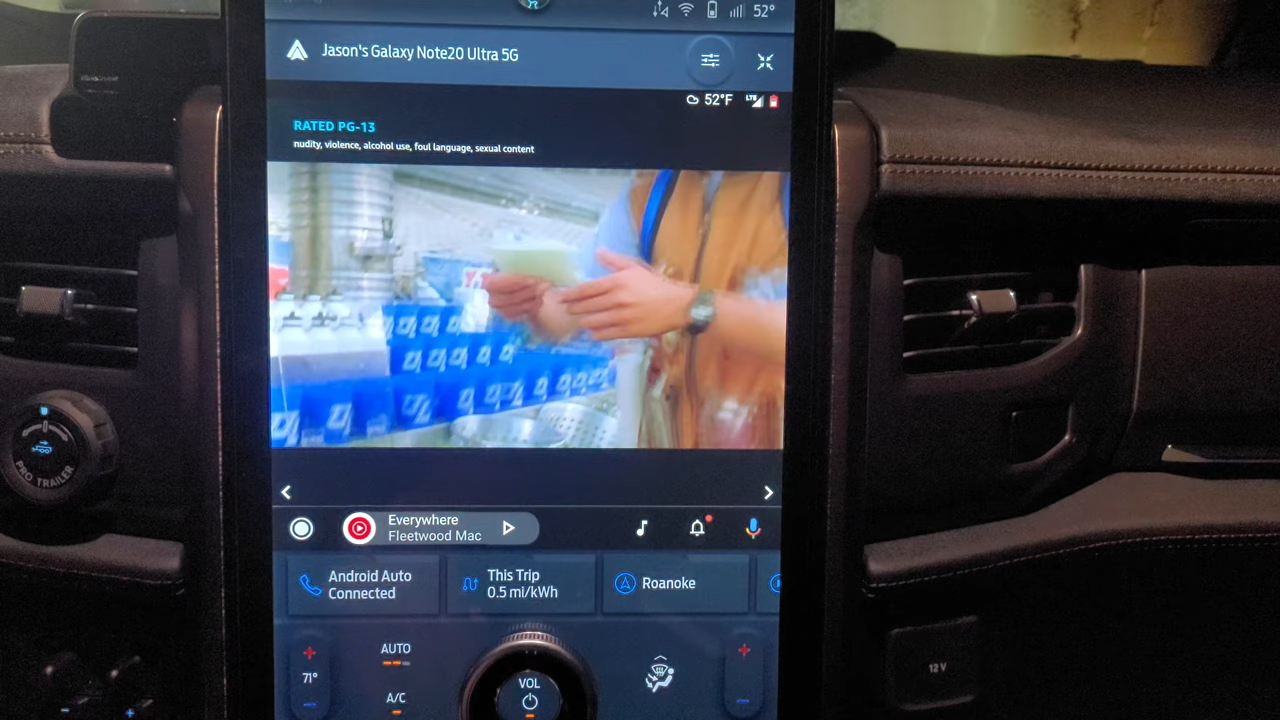 52°
Jason's Galaxy Note20 Ultra 5G
52°F
LTE
RATED PG-13
nudity, violence, alcohol use, foul language, sexual content
Everywhere
Fleetwood Mac
Android Auto
Connected
This Trip
0.5 mi/kWh
Roanoke
AUTO
71°
A/C
VOL
PRO TRAILER
12V